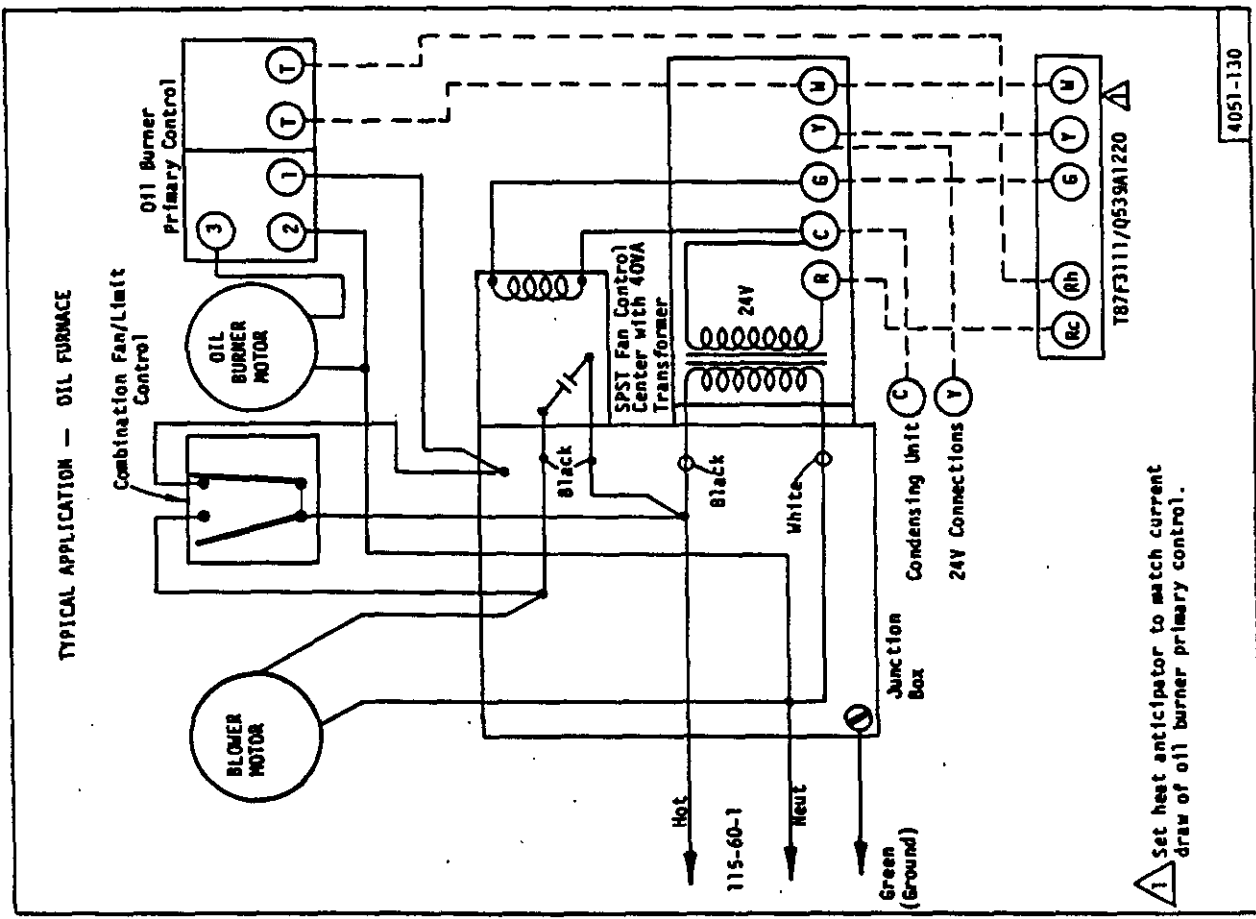 TYPICAL APPLICATION — OIL FURNACE
Combination Fan/Limit
Control
Oil Burner
Primary Control
BLOWER
MOTOR
OIL
BURNER
MOTOR
3
2
1
T
T
Black
SPST Fan Control
Center with 40VA
Transformer
Hot
115-60-1
Neut
Green
(Ground)
Black
White
24V
R
C
G
Y
W
Junction
Box
Condensing Unit
C
24V Connections
Y
Rc
Rh
G
Y
W
T87F3111/Q539A1220
1
1 Set heat anticipator to match current
draw of oil burner primary control.
4051-130